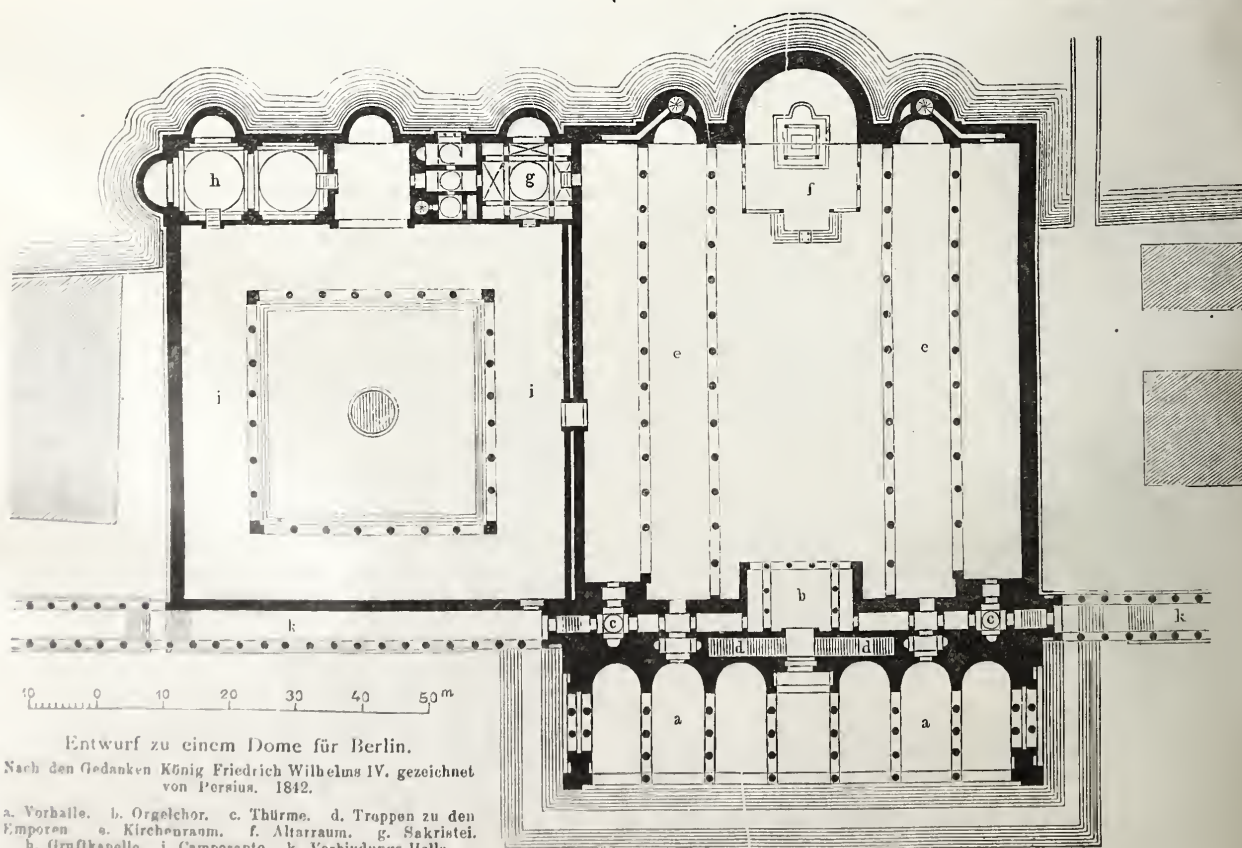 h
g
f
e
e
i
i
b
c
c
k
k
d
d
a
a
10 0 10 20 30 40 50 m
Entwurf zu einem Dome für Berlin.
Nach den Gedanken König Friedrich Wilhelms IV. gezeichnet
von Persius. 1842.
a. Vorhalle. b. Orgelchor. c. Thürme. d. Treppen zu den
Emporen e. Kirchenraum. f. Altarraum. g. Sakristei.
h. Gruftkapelle. i. Camposanto. k. Verbindungs-Halle.